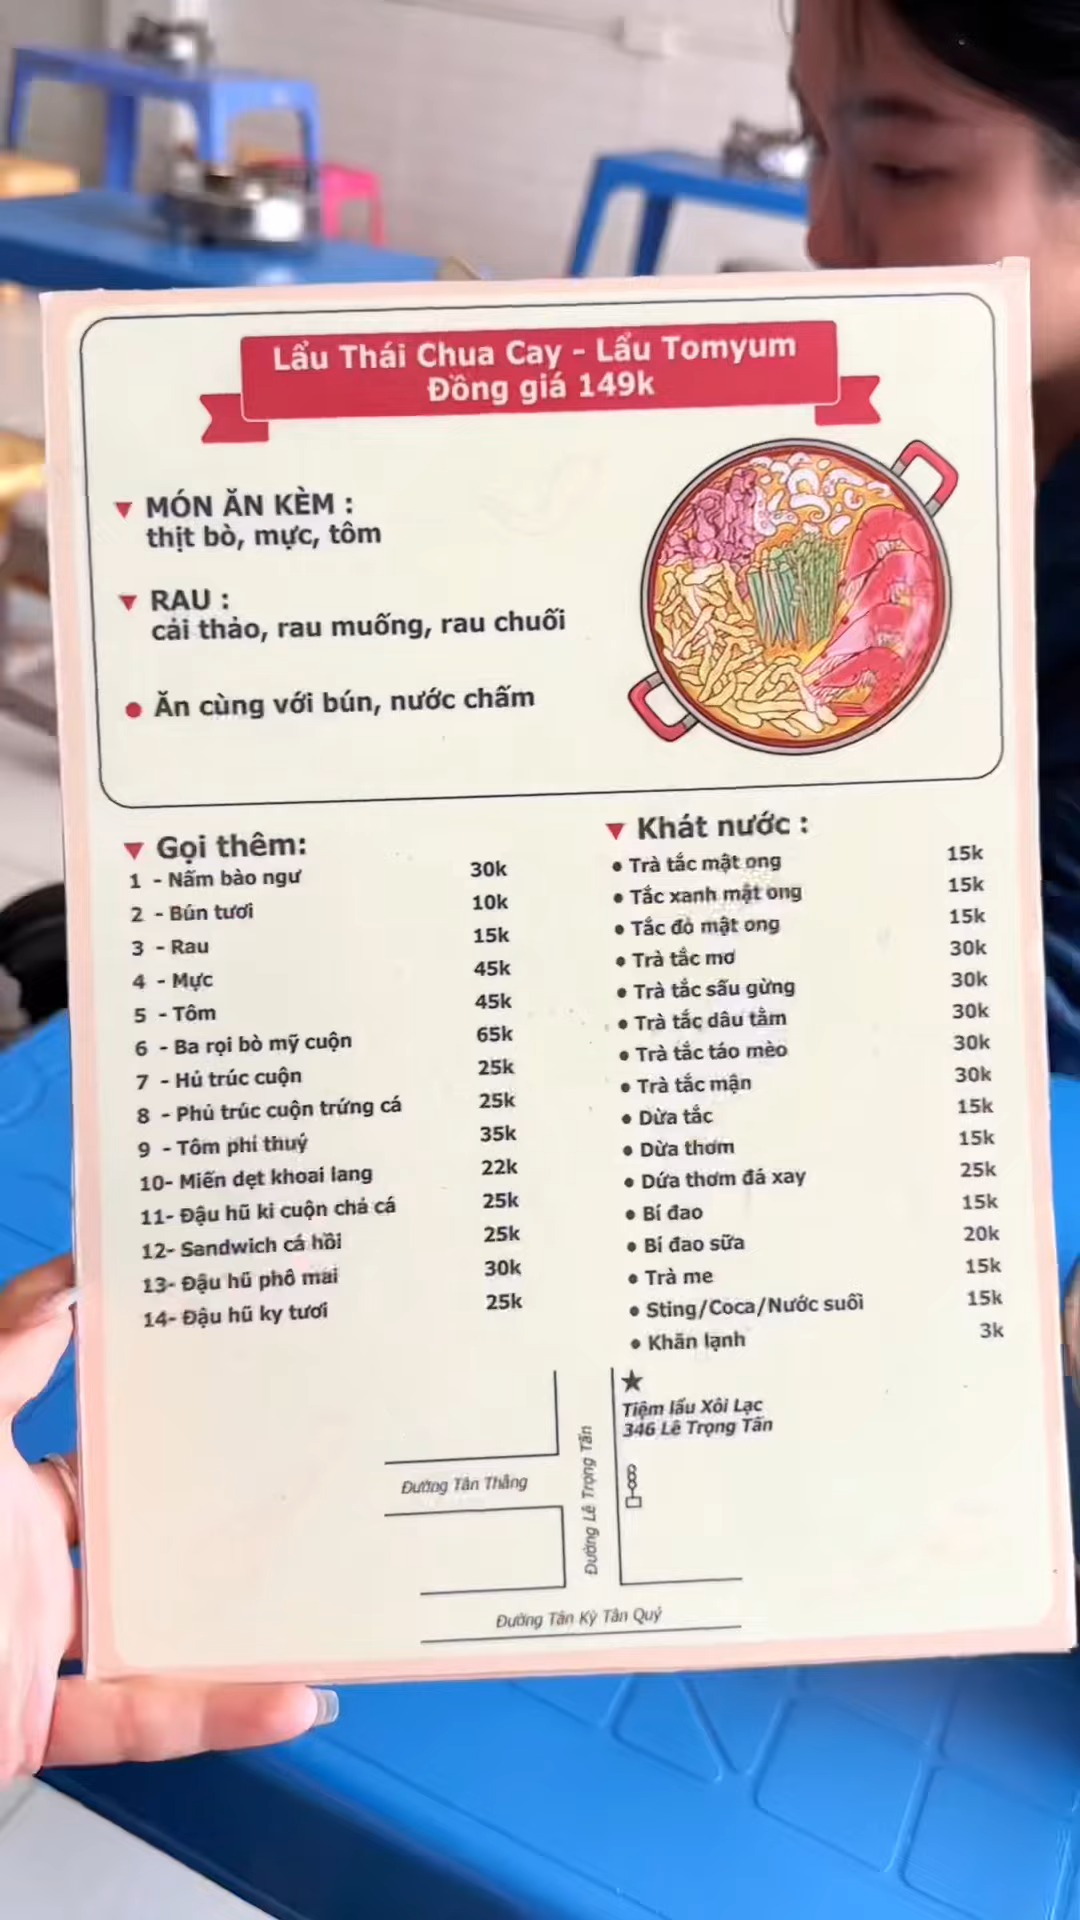 Lẩu Thái Chua Cay - Lẩu Tomyum
Đồng giá 149k
MÓN ĂN KÈM :
thịt bò, mực, tôm
RAU :
cải thảo, rau muống, rau chuối
Ăn cùng với bún, nước chấm
Gọi thêm:
1 - Nấm bào ngư 30k
2 - Bún tươi 10k
3 - Rau 15k
4 - Mực 45k
5 - Tôm 45k
6 - Ba rọi bò mỹ cuộn 65k
7 - Hủ trúc cuộn 25k
8 - Phủ trúc cuộn trứng cá 25k
9 - Tôm phỉ thuý 35k
10- Miến dẹt khoai lang 22k
11- Đậu hũ ki cuộn chả cá 25k
12- Sandwich cá hồi 25k
13- Đậu hũ phô mai 30k
14- Đậu hũ ky tươi 25k
Khát nước :
Trà tắc mật ong 15k
Tắc xanh mật ong 15k
Tắc đỏ mật ong 15k
Trà tắc mơ 30k
Trà tắc sấu gừng 30k
Trà tắc dâu tằm 30k
Trà tắc táo mèo 30k
Trà tắc mận 30k
Dừa tắc 15k
Dừa thơm 15k
Dứa thơm đá xay 25k
Bí đao 15k
Bí đao sữa 20k
Trà me 15k
Sting/Coca/Nước suối 15k
Khăn lạnh 3k
Tiệm lẩu Xôi Lạc
346 Lê Trọng Tấn
Đường Tân Thắng
Đường Lê Trọng Tấn
Đường Tân Kỳ Tân Quý